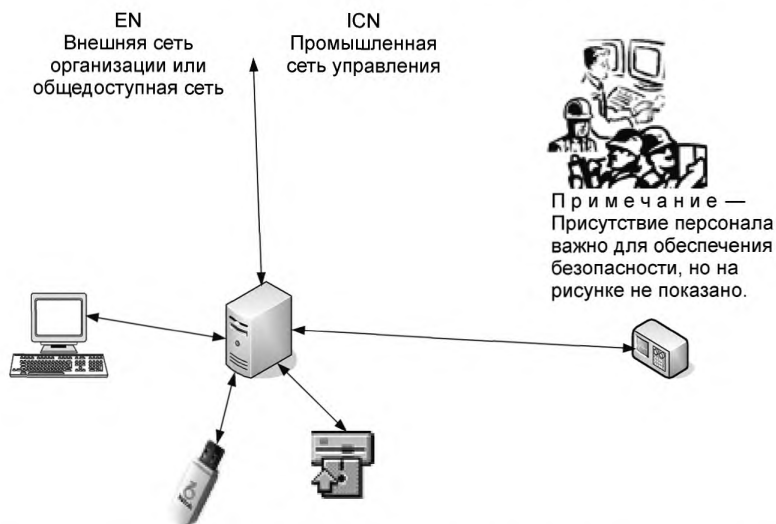 EN
Внешняя сеть
организации или
общедоступная сеть
ICN
Промышленная
сеть управления
Примечание —
Присутствие персонала
важно для обеспечения
безопасности, но на
рисунке не показано.